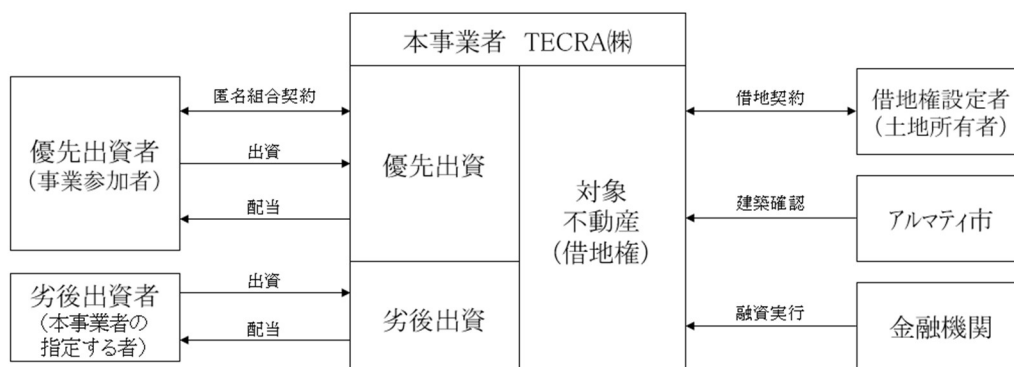 本事業者 TECRA㈱
優先出資者
(事業参加者)
匿名組合契約
出資
配当
優先出資
劣後出資者
(本事業者の
指定する者)
出資
配当
劣後出資
対象
不動産
(借地権)
借地契約
借地権設定者
(土地所有者)
建築確認
アルマティ市
融資実行
金融機関